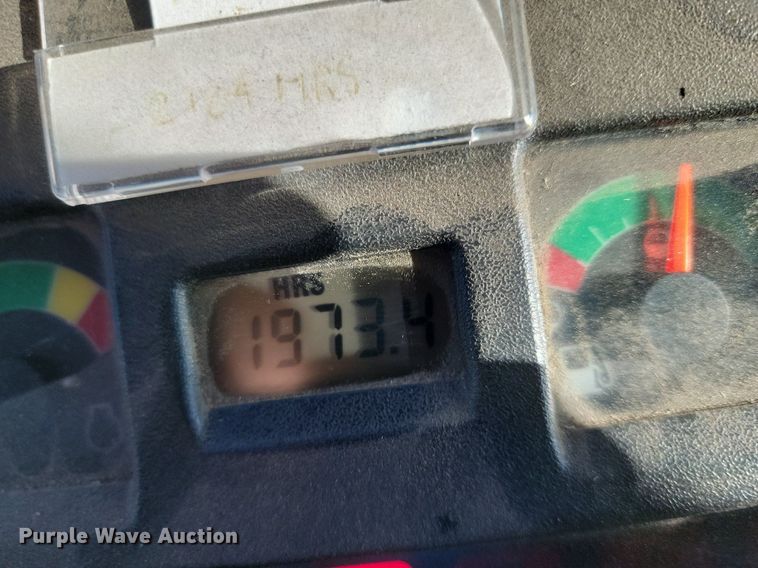 2124 HRS
HRS
1973.4
Purple Wave Auction